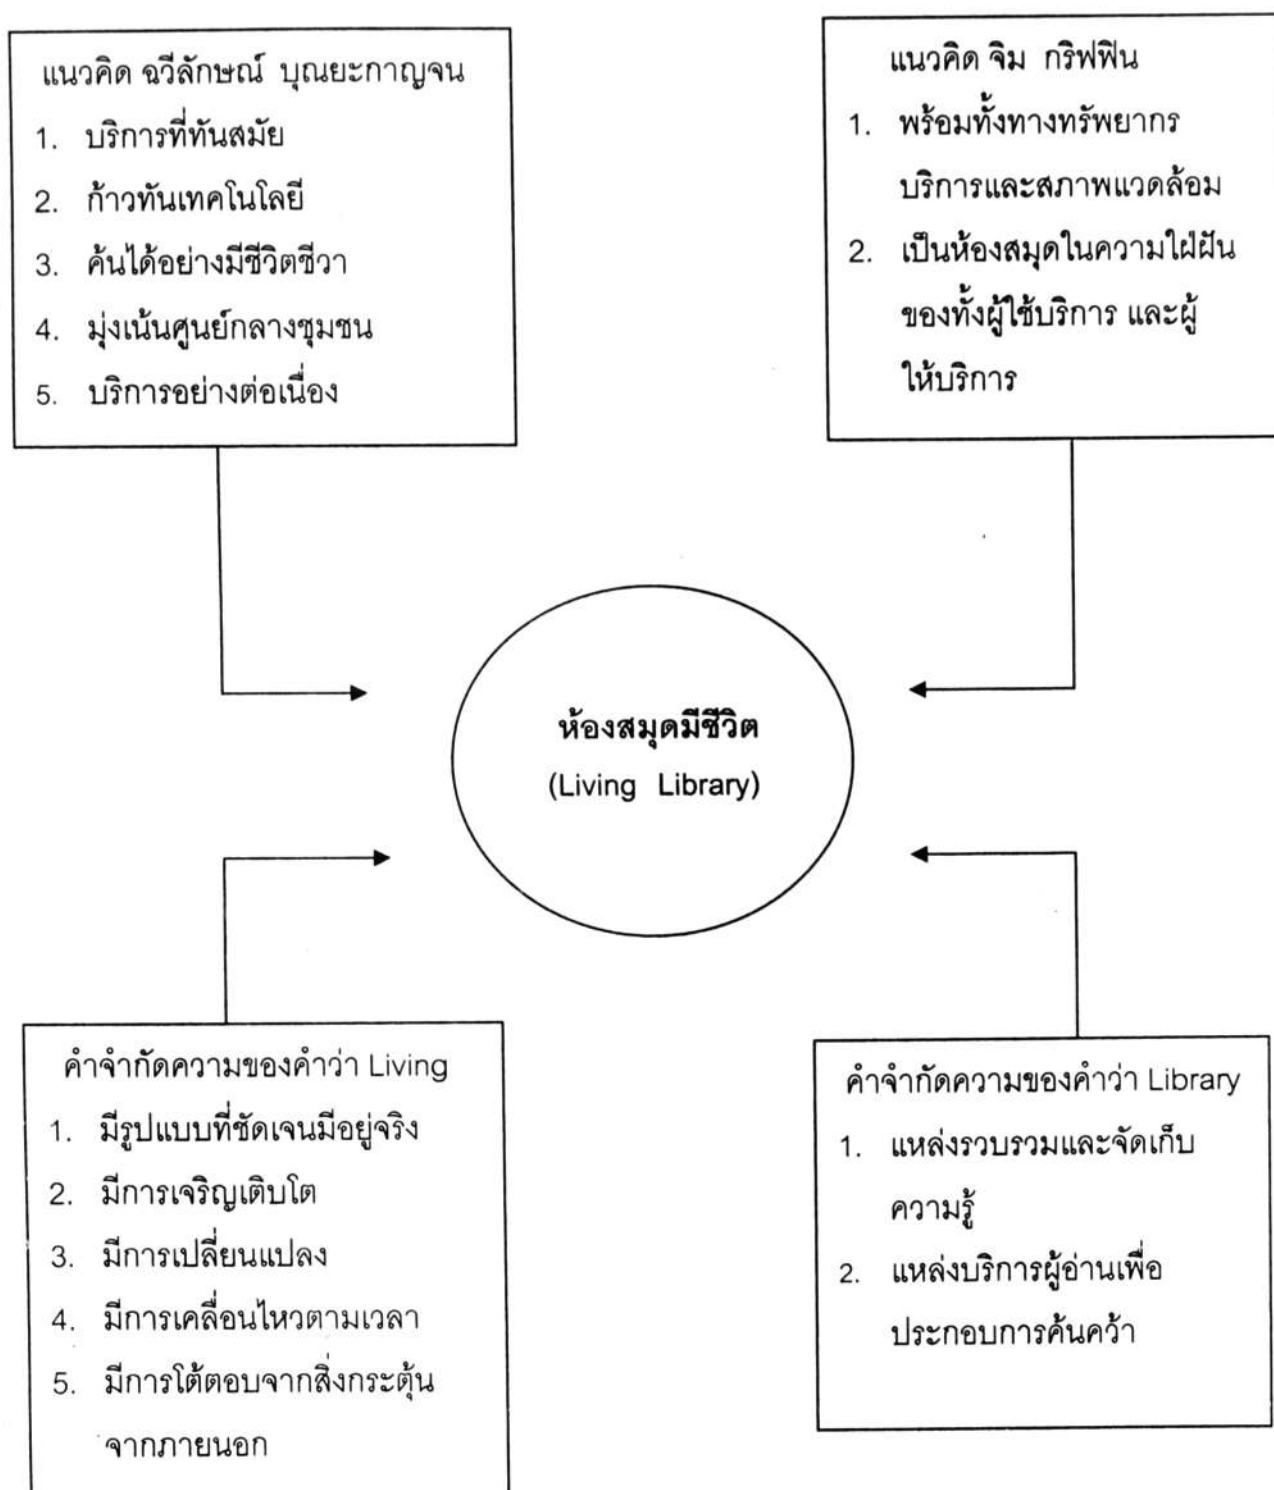 แนวคิด ฉวีลักษณ์ บุณยะกาญจน
1. บริการที่ทันสมัย
2. ก้าวทันเทคโนโลยี
3. ค้นได้อย่างมีชีวิตชีวา
4. มุ่งเน้นศูนย์กลางชุมชน
5. บริการอย่างต่อเนื่อง
แนวคิด จิม กริฟฟิน
1. พร้อมทั้งทางทรัพยากร
บริการและสภาพแวดล้อม
2. เป็นห้องสมุดในความใฝ่ฝัน
ของทั้งผู้ใช้บริการ และผู้
ให้บริการ
ห้องสมุดมีชีวิต
(Living Library)
คำจำกัดความของคำว่า Living
1. มีรูปแบบที่ชัดเจนมีอยู่จริง
2. มีการเจริญเติบโต
3. มีการเปลี่ยนแปลง
4. มีการเคลื่อนไหวตามเวลา
5. มีการโต้ตอบจากสิ่งกระตุ้น
จากภายนอก
คำจำกัดความของคำว่า Library
1. แหล่งรวบรวมและจัดเก็บ
ความรู้
2. แหล่งบริการผู้อ่านเพื่อ
ประกอบการค้นคว้า